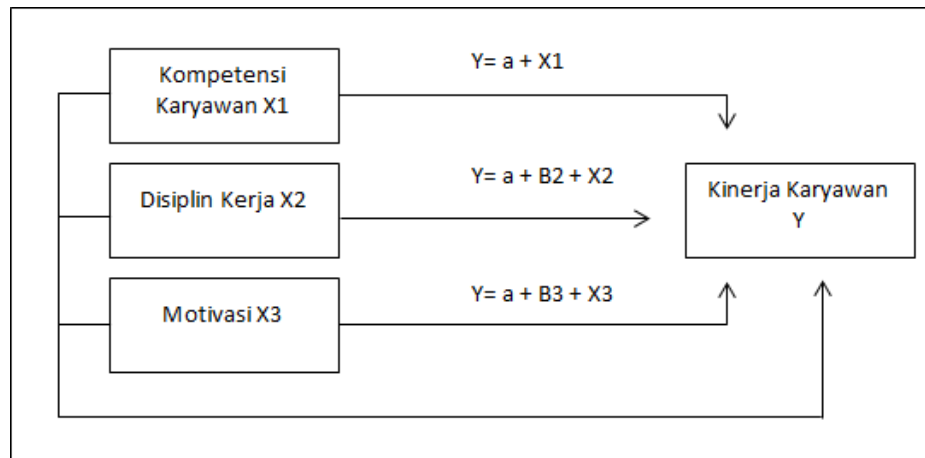 Kompetensi
Karyawan X1
Y= a + X1
Disiplin Kerja X2
Y= a + B2 + X2
Kinerja Karyawan
Y
Motivasi X3
Y= a + B3 + X3